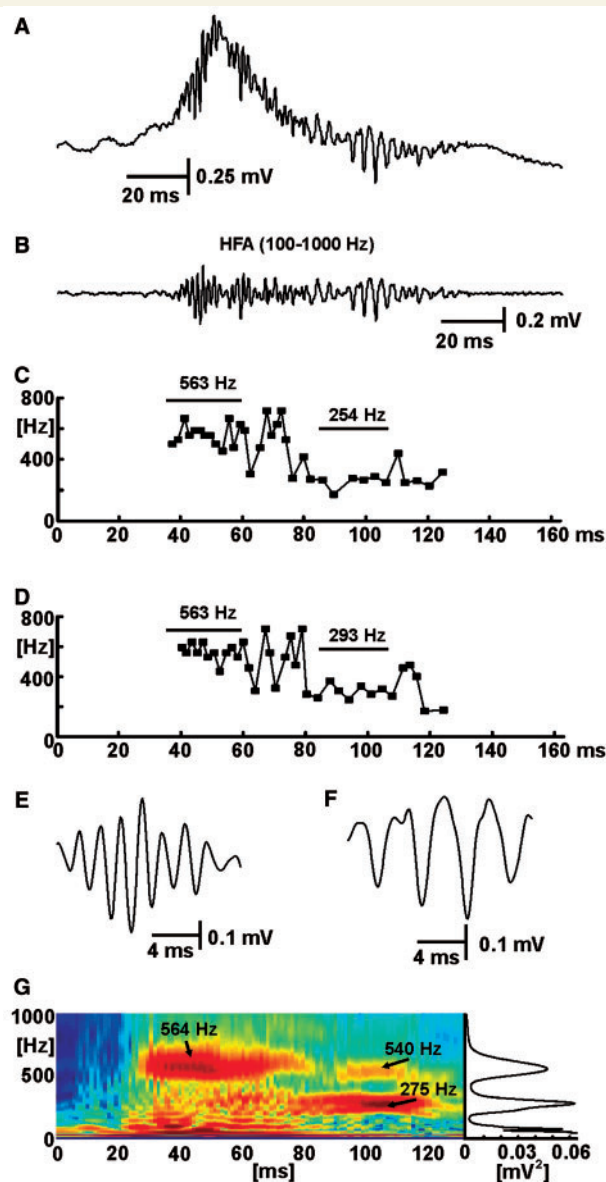 A
0.25 mV
20 ms
B
HFA (100-1000 Hz)
0.2 mV
20 ms
C
563 Hz
254 Hz
800
[Hz]
400
0
0 20 40 60 80 100 120 140 160 ms
D
563 Hz
293 Hz
800
[Hz]
400
0
0 20 40 60 80 100 120 140 160 ms
E
F
0.1 mV
4 ms
0.1 mV
4 ms
G
1000
[Hz]
500
0
564 Hz
540 Hz
275 Hz
0 20 40 60 80 100 120
[ms]
0 0.03 0.06
[mV²]